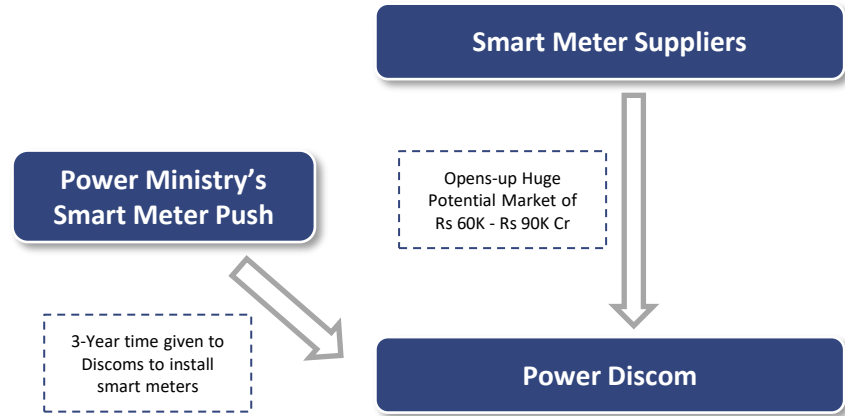 Smart Meter Suppliers
Power Ministry’s
Smart Meter Push
Opens-up Huge
Potential Market of
Rs 60K - Rs 90K Cr
3-Year time given to
Discoms to install
smart meters
Power Discom